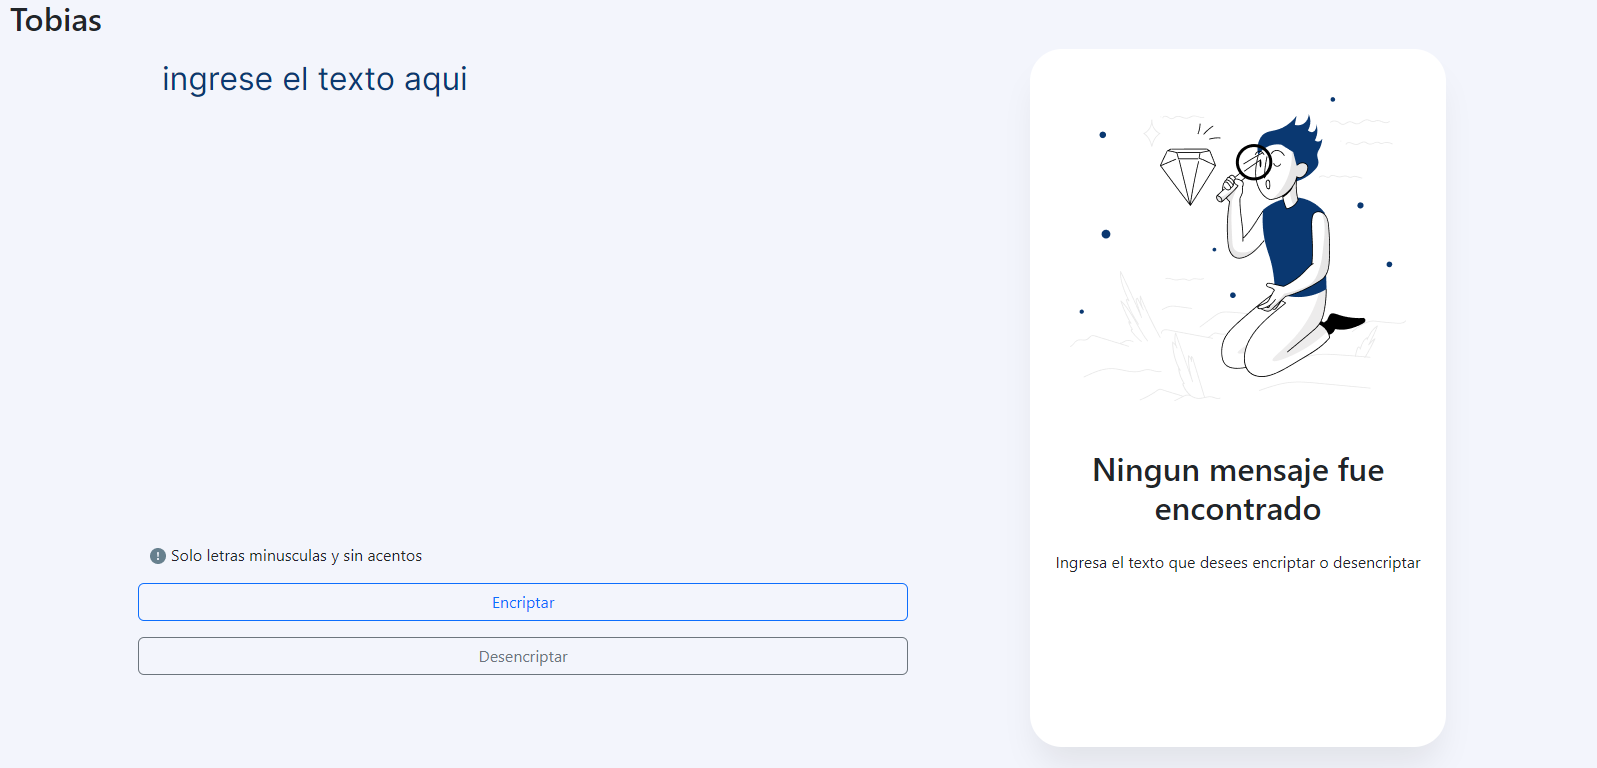 Tobias
ingrese el texto aqui
Solo letras minusculas y sin acentos
Encriptar
Desencriptar
Ningun mensaje fue
encontrado
Ingresa el texto que desees encriptar o desencriptar